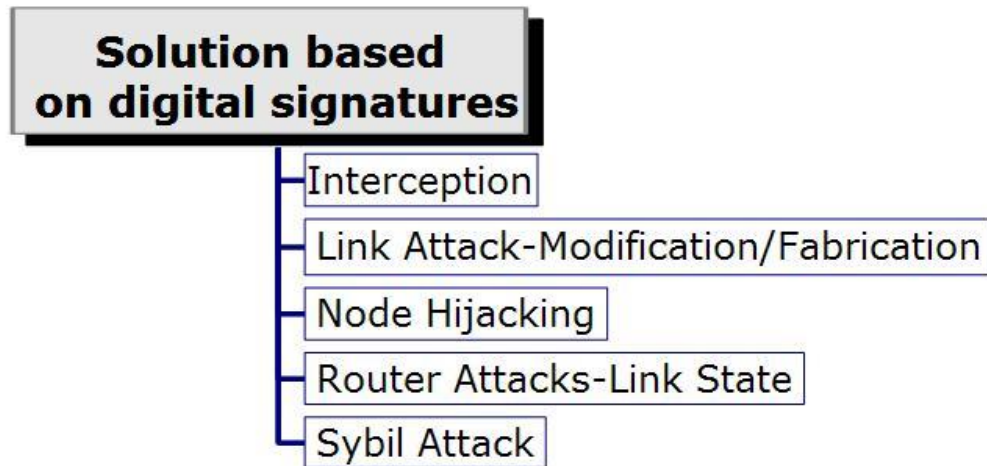 Solution based
on digital signatures
Interception
Link Attack-Modification/Fabrication
Node Hijacking
Router Attacks-Link State
Sybil Attack